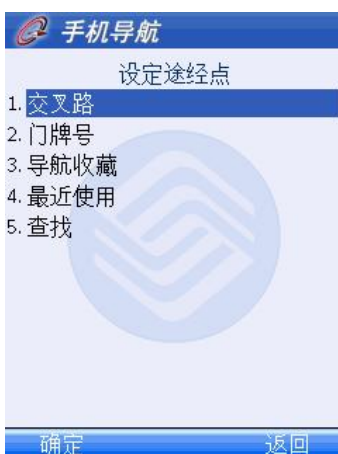 手机导航
设定途经点
1. 交叉路
2. 门牌号
3. 导航收藏
4. 最近使用
5. 查找
确定 返回